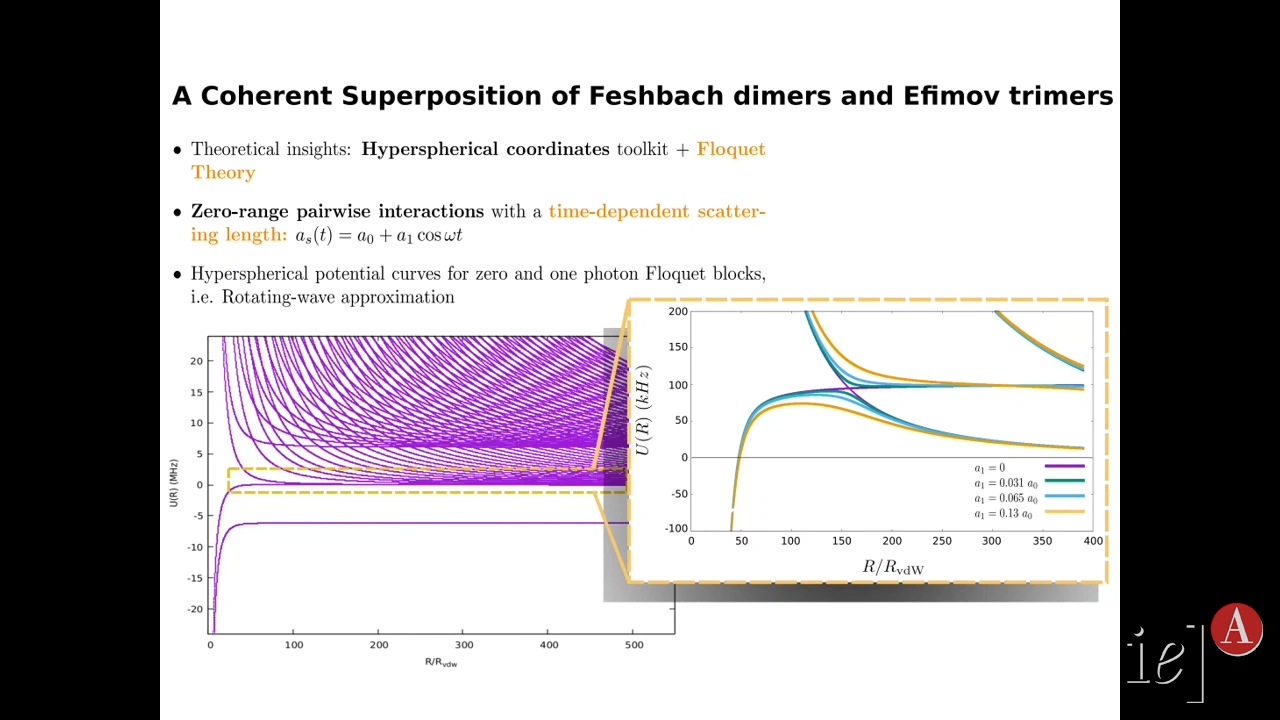 A Coherent Superposition of Feshbach dimers and Efimov trimers
• Theoretical insights: Hyperspherical coordinates toolkit + Floquet
Theory
• Zero-range pairwise interactions with a time-dependent scatter-
ing length: a_s(t) = a_0 + a_1 cos ωt
• Hyperspherical potential curves for zero and one photon Floquet blocks,
i.e. Rotating-wave approximation
U(R) (MHz)
20
15
10
5
0
-5
-10
-15
-20
0 100 200 300 400 500
R/R_vdw
U(R) (kHz)
200
150
100
50
0
-50
-100
a_1 = 0
a_1 = 0.031 a_0
a_1 = 0.065 a_0
a_1 = 0.13 a_0
0 50 100 150 200 250 300 350 400
R/R_vdW
ie]
A